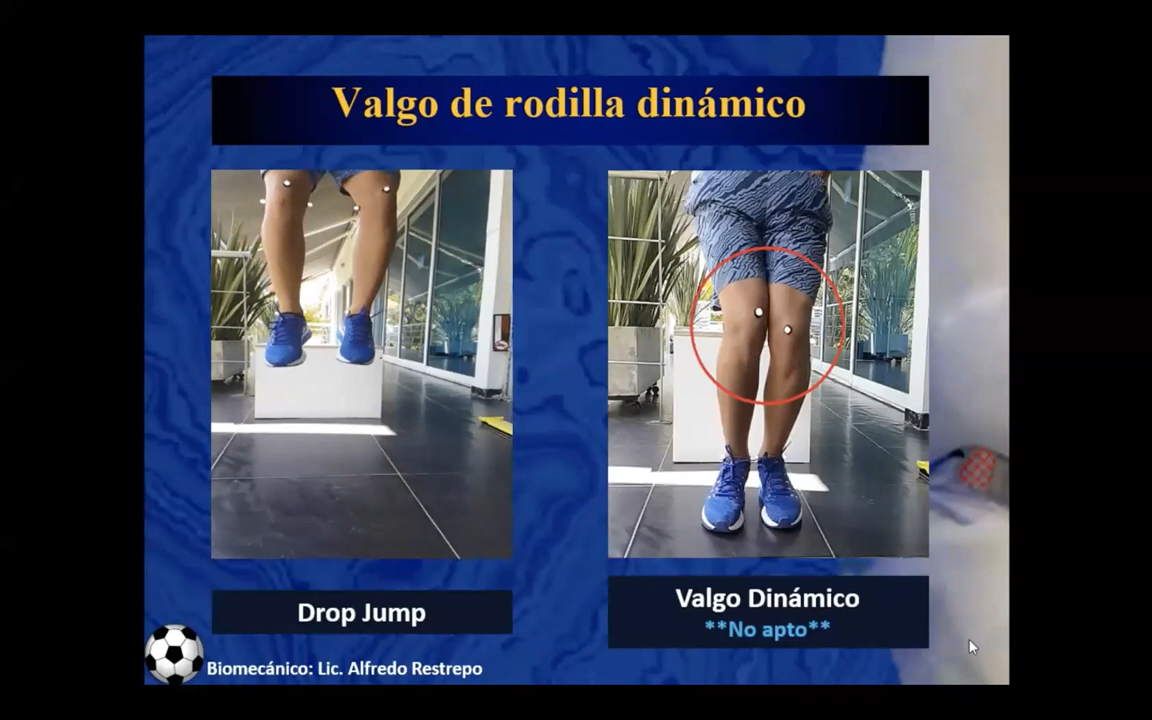 Valgo de rodilla dinámico
Drop Jump
Valgo Dinámico
**No apto**
Biomecánico: Lic. Alfredo Restrepo